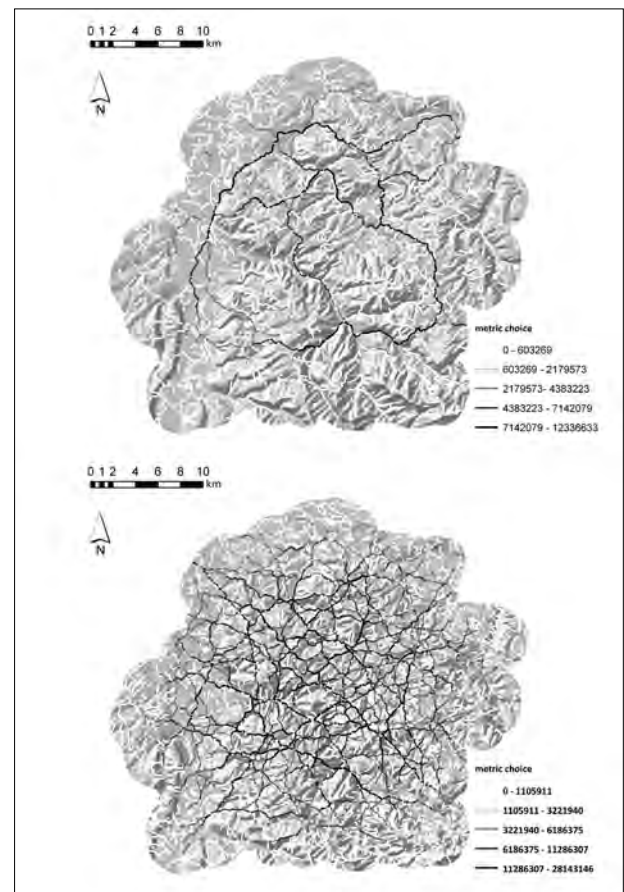 0 1 2 4 6 8 10
km
N
metric choice
0 - 603269
603269 - 2179573
2179573- 4383223
4383223 - 7142079
7142079 - 12336633
0 1 2 4 6 8 10
km
N
metric choice
0 - 1105911
1105911 - 3221940
3221940 - 6186375
6186375 - 11286307
11286307 - 28143146